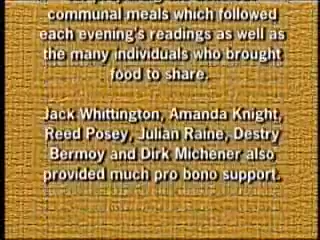 communal meals which followed
each evening's readings as well as
the many individuals who brought
food to share.
Jack Whittington, Amanda Knight,
Reed Posey, Julian Raine, Destry
Bermoy and Dirk Michener also
provided much pro bono support.